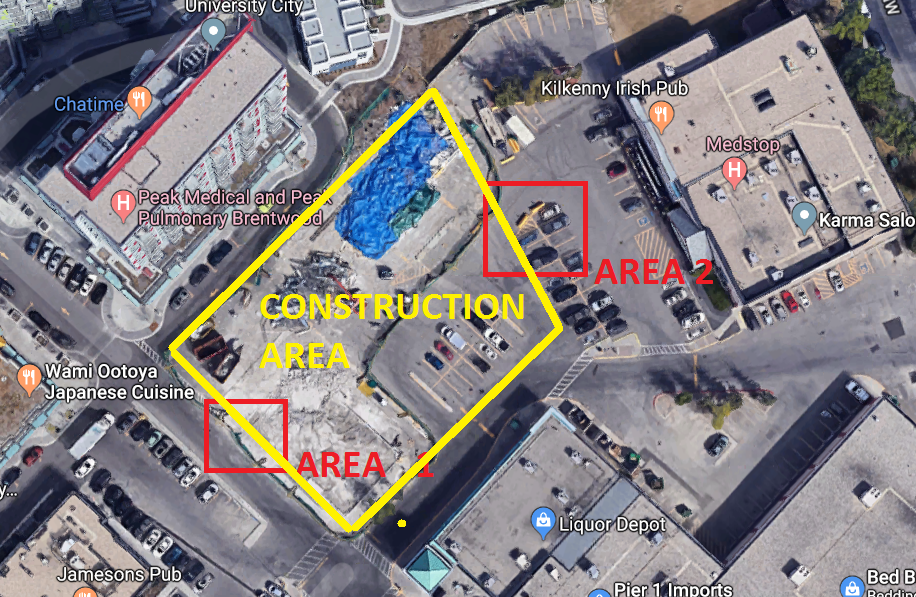 University City
Chatime
Kilkenny Irish Pub
Medstop
Peak Medical and Peak
Pulmonary Brentwood
Karma Salo
AREA 2
CONSTRUCTION
AREA
Wami Ootoya
Japanese Cuisine
AREA 1
y...
Liquor Depot
Jamesons Pub
Pier 1 Imports
Bed B
Bedding
W
H
H